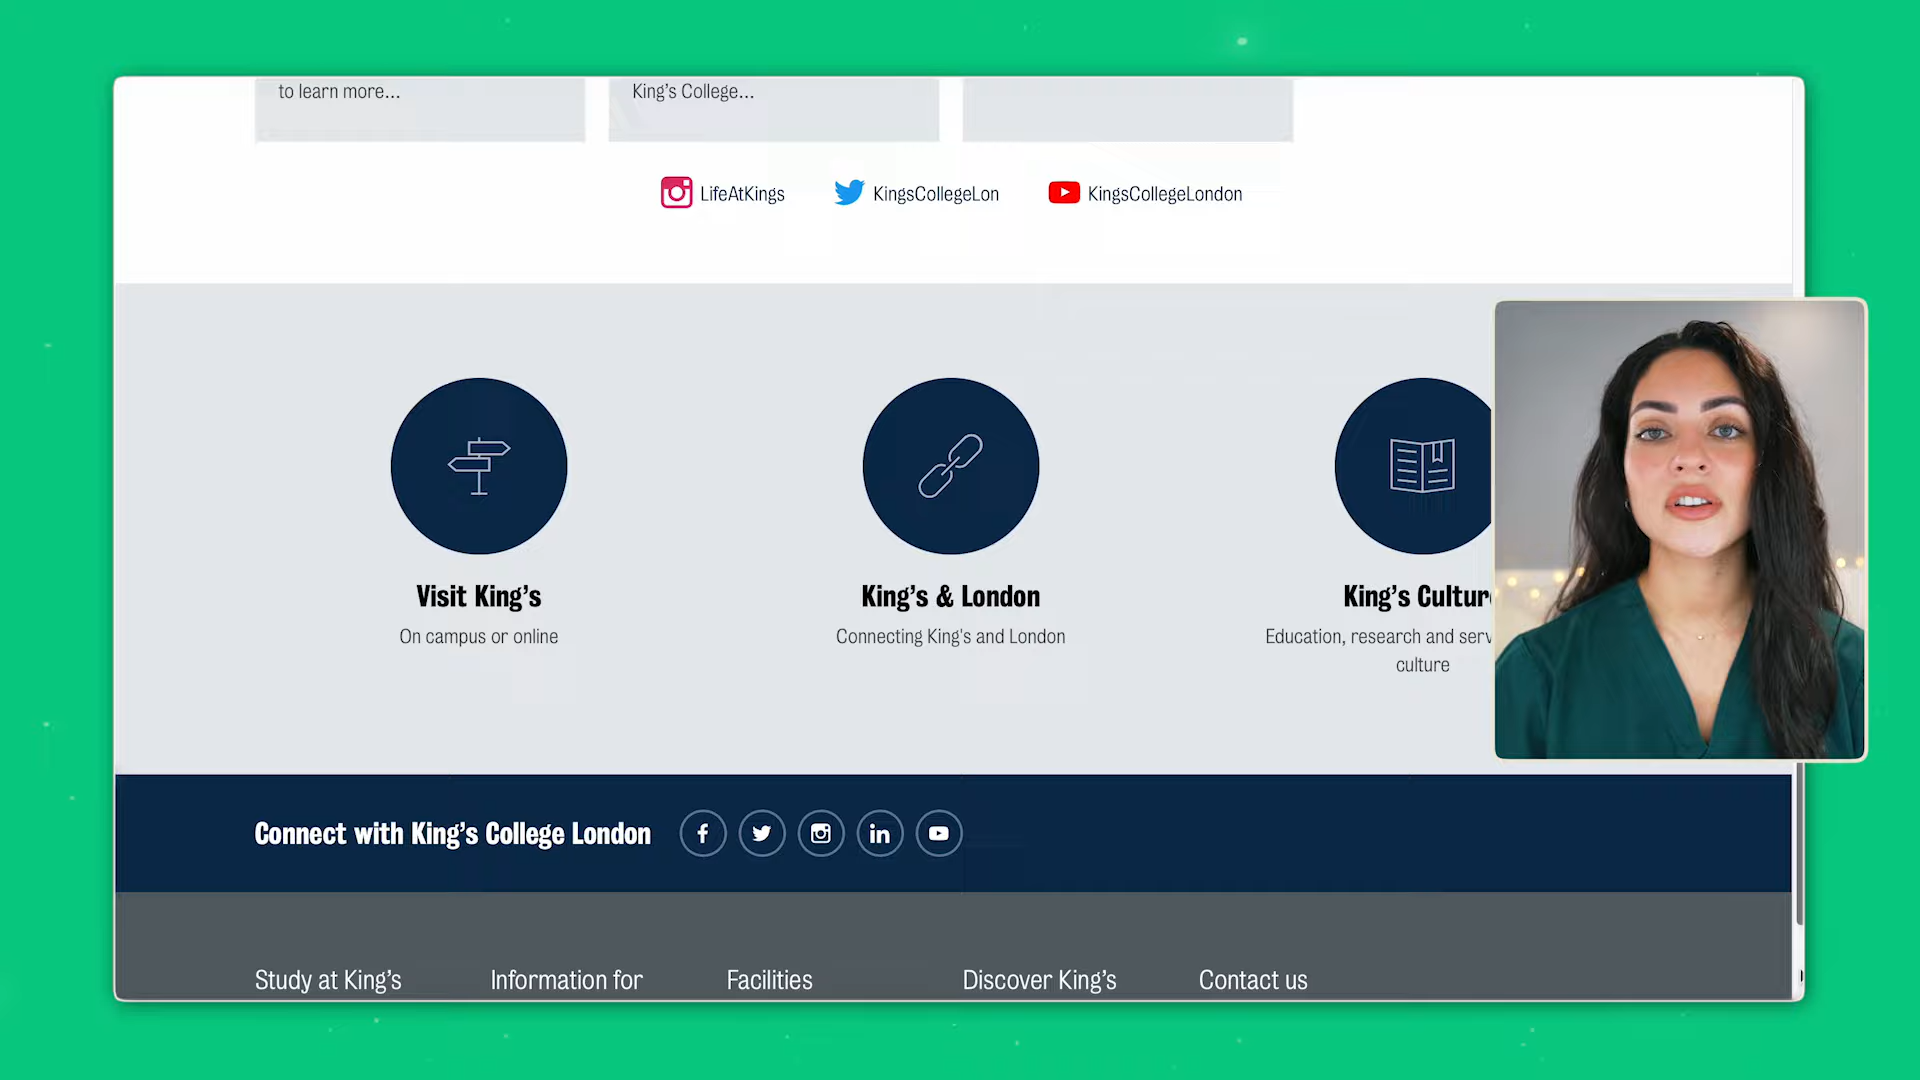 to learn more...
King's College...
LifeAtKings
KingsCollegeLon
KingsCollegeLondon
Visit King's
On campus or online
King's & London
Connecting King's and London
King's Cultur
Education, research and serv
culture
Connect with King's College London
Study at King's
Information for
Facilities
Discover King's
Contact us